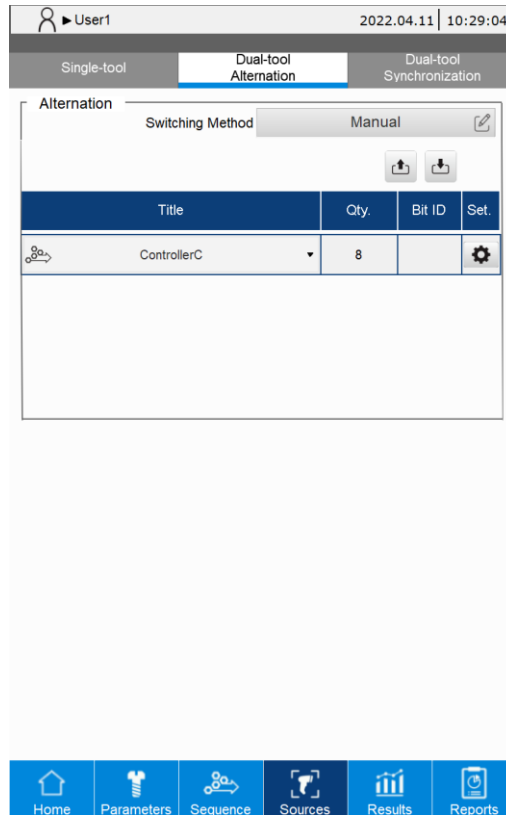 ►User1 2022.04.11 10:29:04
Single-tool
Dual-tool
Alternation
Dual-tool
Synchronization
Alternation
Switching Method Manual
Title Qty. Bit ID Set.
ControllerC 8
Home Parameters Sequence Sources Results Reports